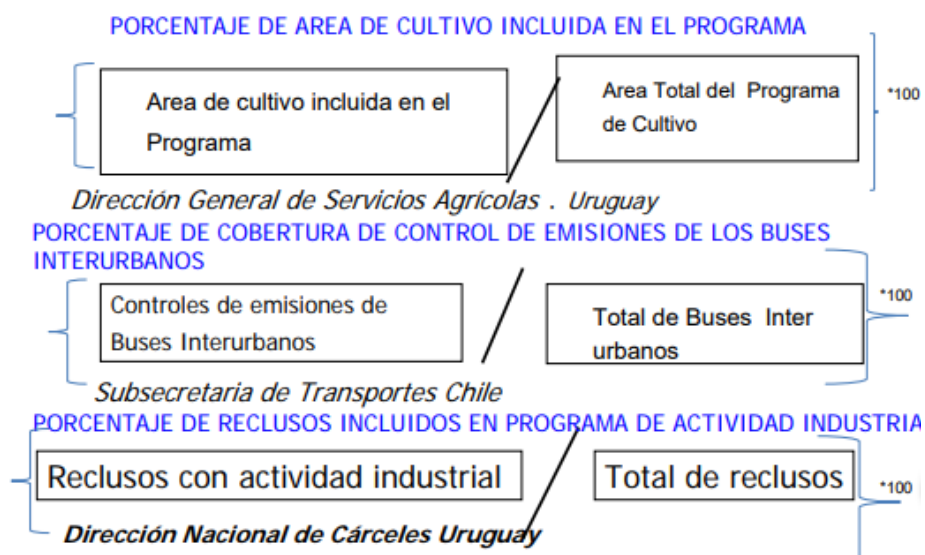 PORCENTAJE DE AREA DE CULTIVO INCLUIDA EN EL PROGRAMA
Area de cultivo incluida en el
Programa
Area Total del Programa
de Cultivo
*100
Dirección General de Servicios Agrícolas . Uruguay
PORCENTAJE DE COBERTURA DE CONTROL DE EMISIONES DE LOS BUSES
INTERURBANOS
Controles de emisiones de
Buses Interurbanos
Total de Buses Inter
urbanos
*100
Subsecretaria de Transportes Chile
PORCENTAJE DE RECLUSOS INCLUIDOS EN PROGRAMA DE ACTIVIDAD INDUSTRIA
Reclusos con actividad industrial
Total de reclusos
*100
Dirección Nacional de Cárceles Uruguay